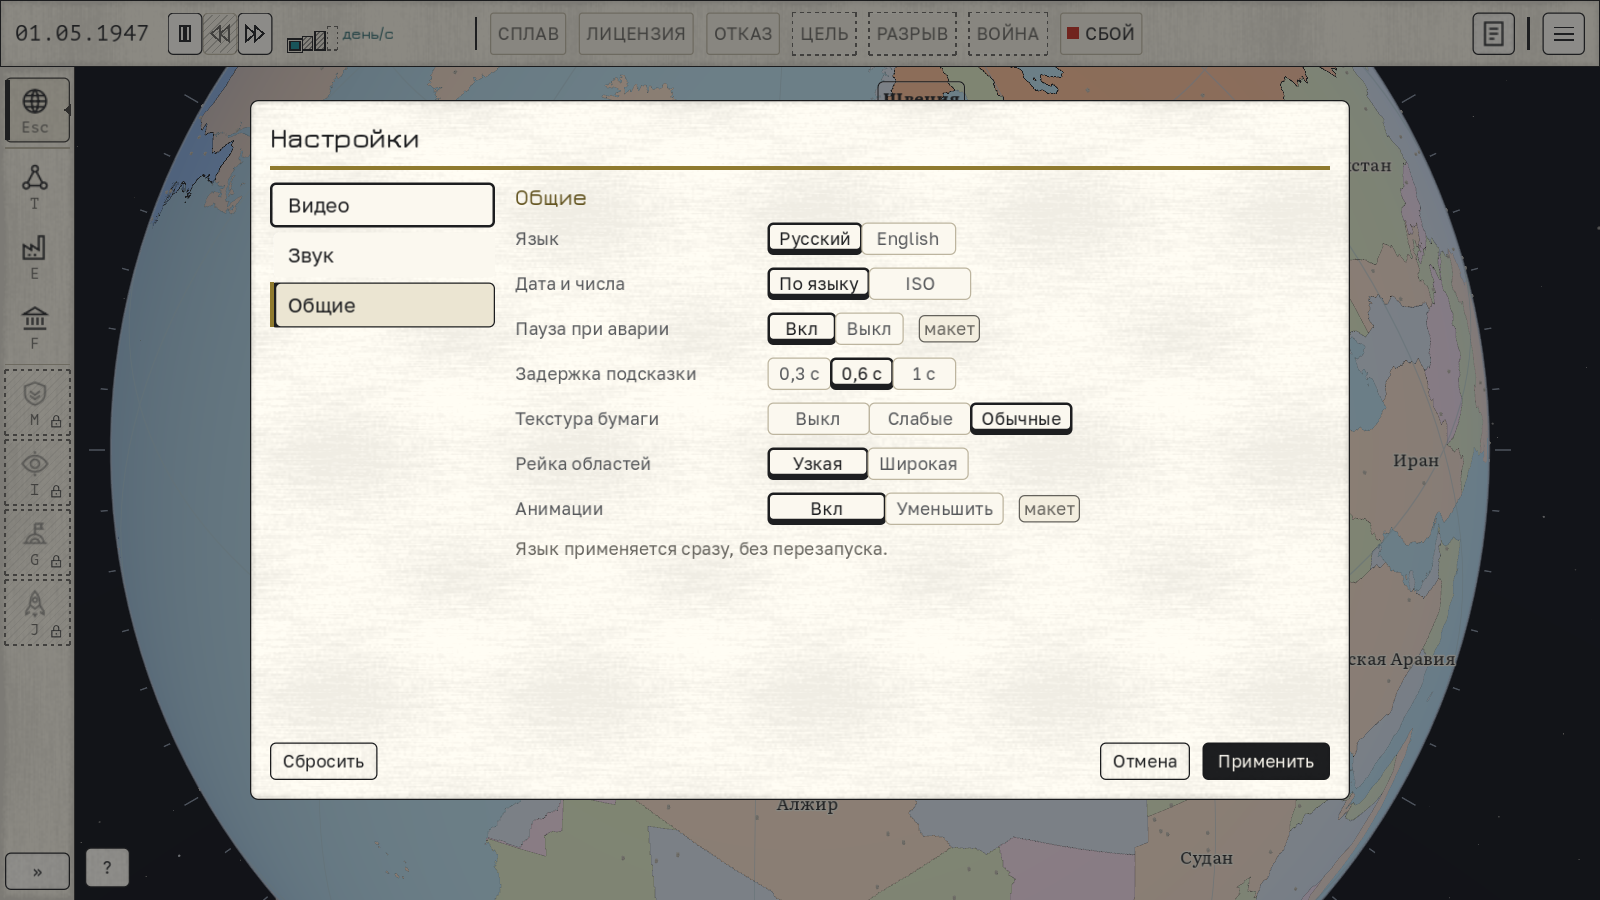 01.05.1947 день/с СПЛАВ ЛИЦЕНЗИЯ ОТКАЗ ЦЕЛЬ РАЗРЫВ ВОЙНА СБОЙ
Esc
T
E
F
M
I
G
J
»
?
Швеция
стан
Иран
ская Аравия
Алжир
Судан
Настройки
Видео
Звук
Общие
Общие
Язык Русский English
Дата и числа По языку ISO
Пауза при аварии Вкл Выкл макет
Задержка подсказки 0,3 с 0,6 с 1 с
Текстура бумаги Выкл Слабые Обычные
Рейка областей Узкая Широкая
Анимации Вкл Уменьшить макет
Язык применяется сразу, без перезапуска.
Сбросить Отмена Применить